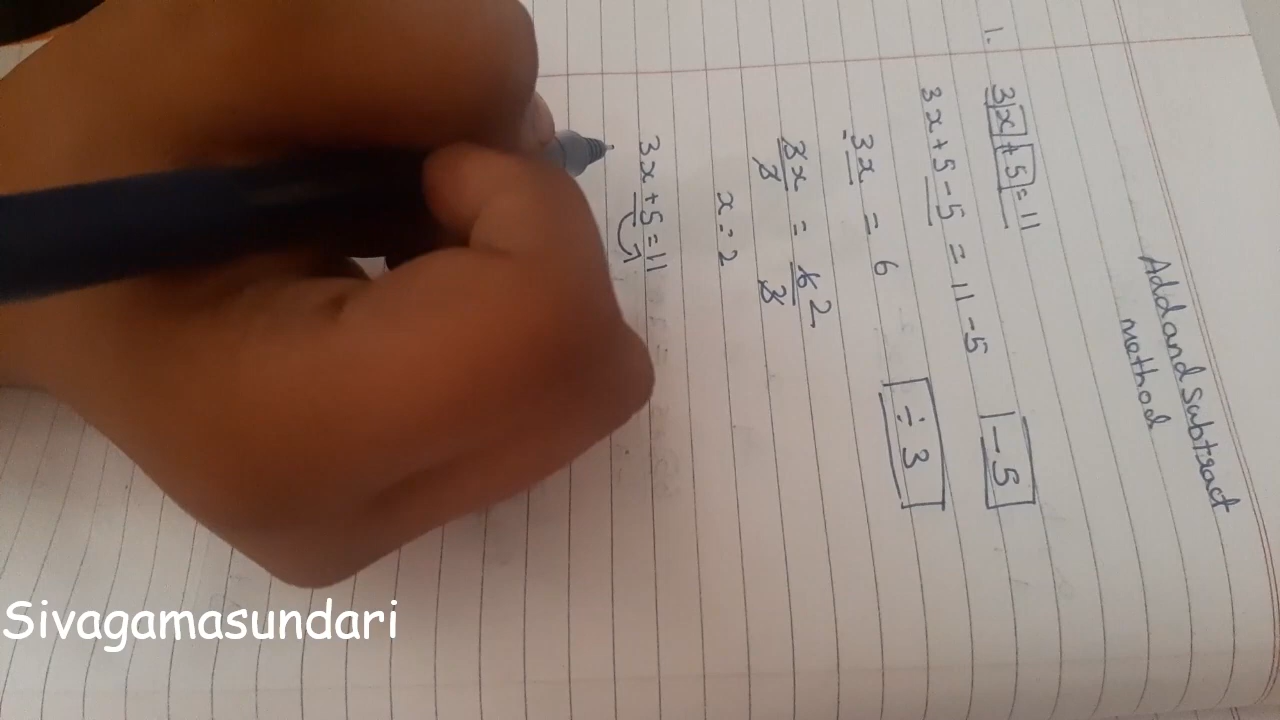 Add and Subtract
method
1. 3x + 5 = 11 | - 5
3x + 5 - 5 = 11 - 5
3x = 6 ÷ 3
3x/3 = 6/3 2
x = 2
3x + 5 = 11
Sivagamasundari